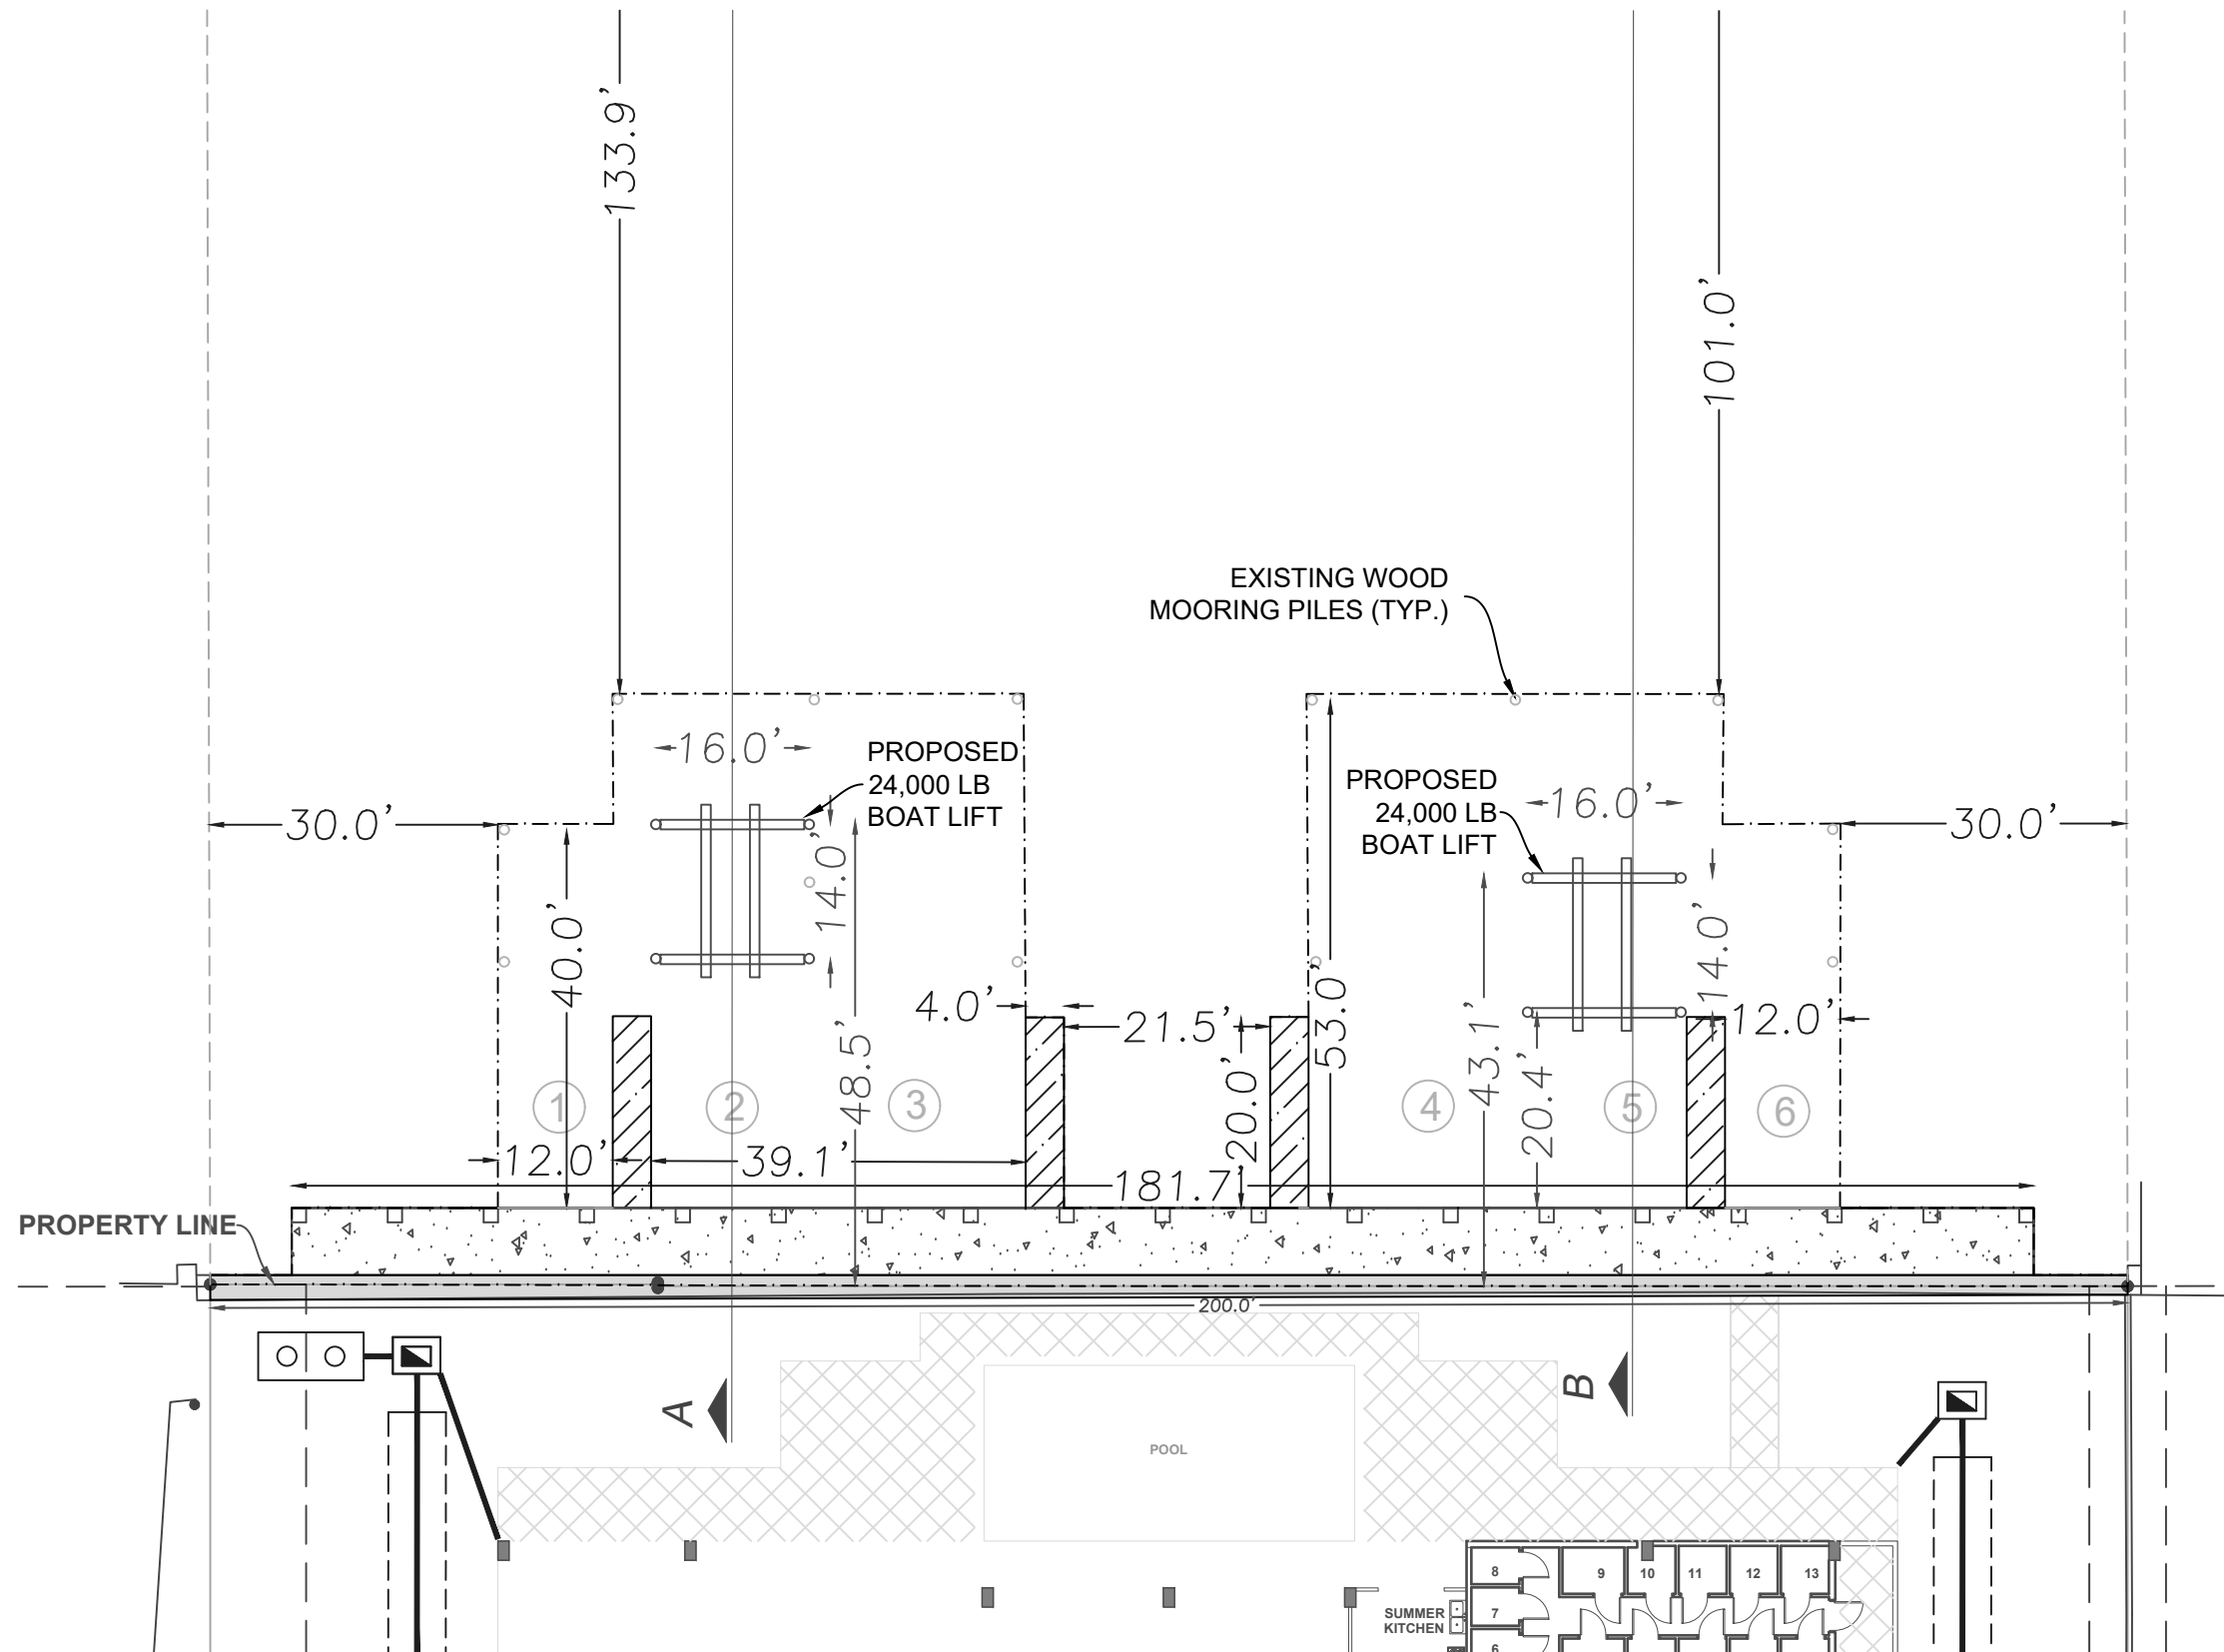 133.9'
101.0'
EXISTING WOOD
MOORING PILES (TYP.)
16.0'
PROPOSED
24,000 LB
BOAT LIFT
PROPOSED
24,000 LB
BOAT LIFT
16.0'
30.0'
30.0'
14.0'
40.0'
14.0'
4.0'
21.5'
53.0'
12.0'
48.5'
43.1'
20.0'
20.4'
1
2
3
4
5
6
12.0'
39.1'
181.7'
PROPERTY LINE
200.0'
A
B
POOL
8
9
10
11
12
13
7
SUMMER
KITCHEN
6